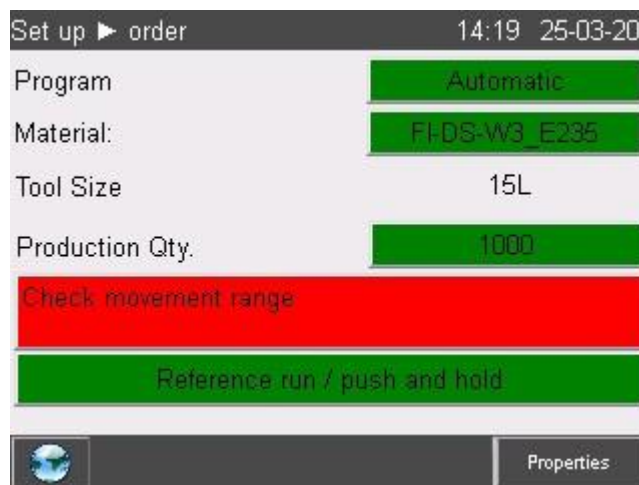 Set up ► order 14:19 25-03-20
Program Automatic
Material: FI-DS-W3_E235
Tool Size 15L
Production Qty. 1000
Check movement range
Reference run / push and hold
Properties